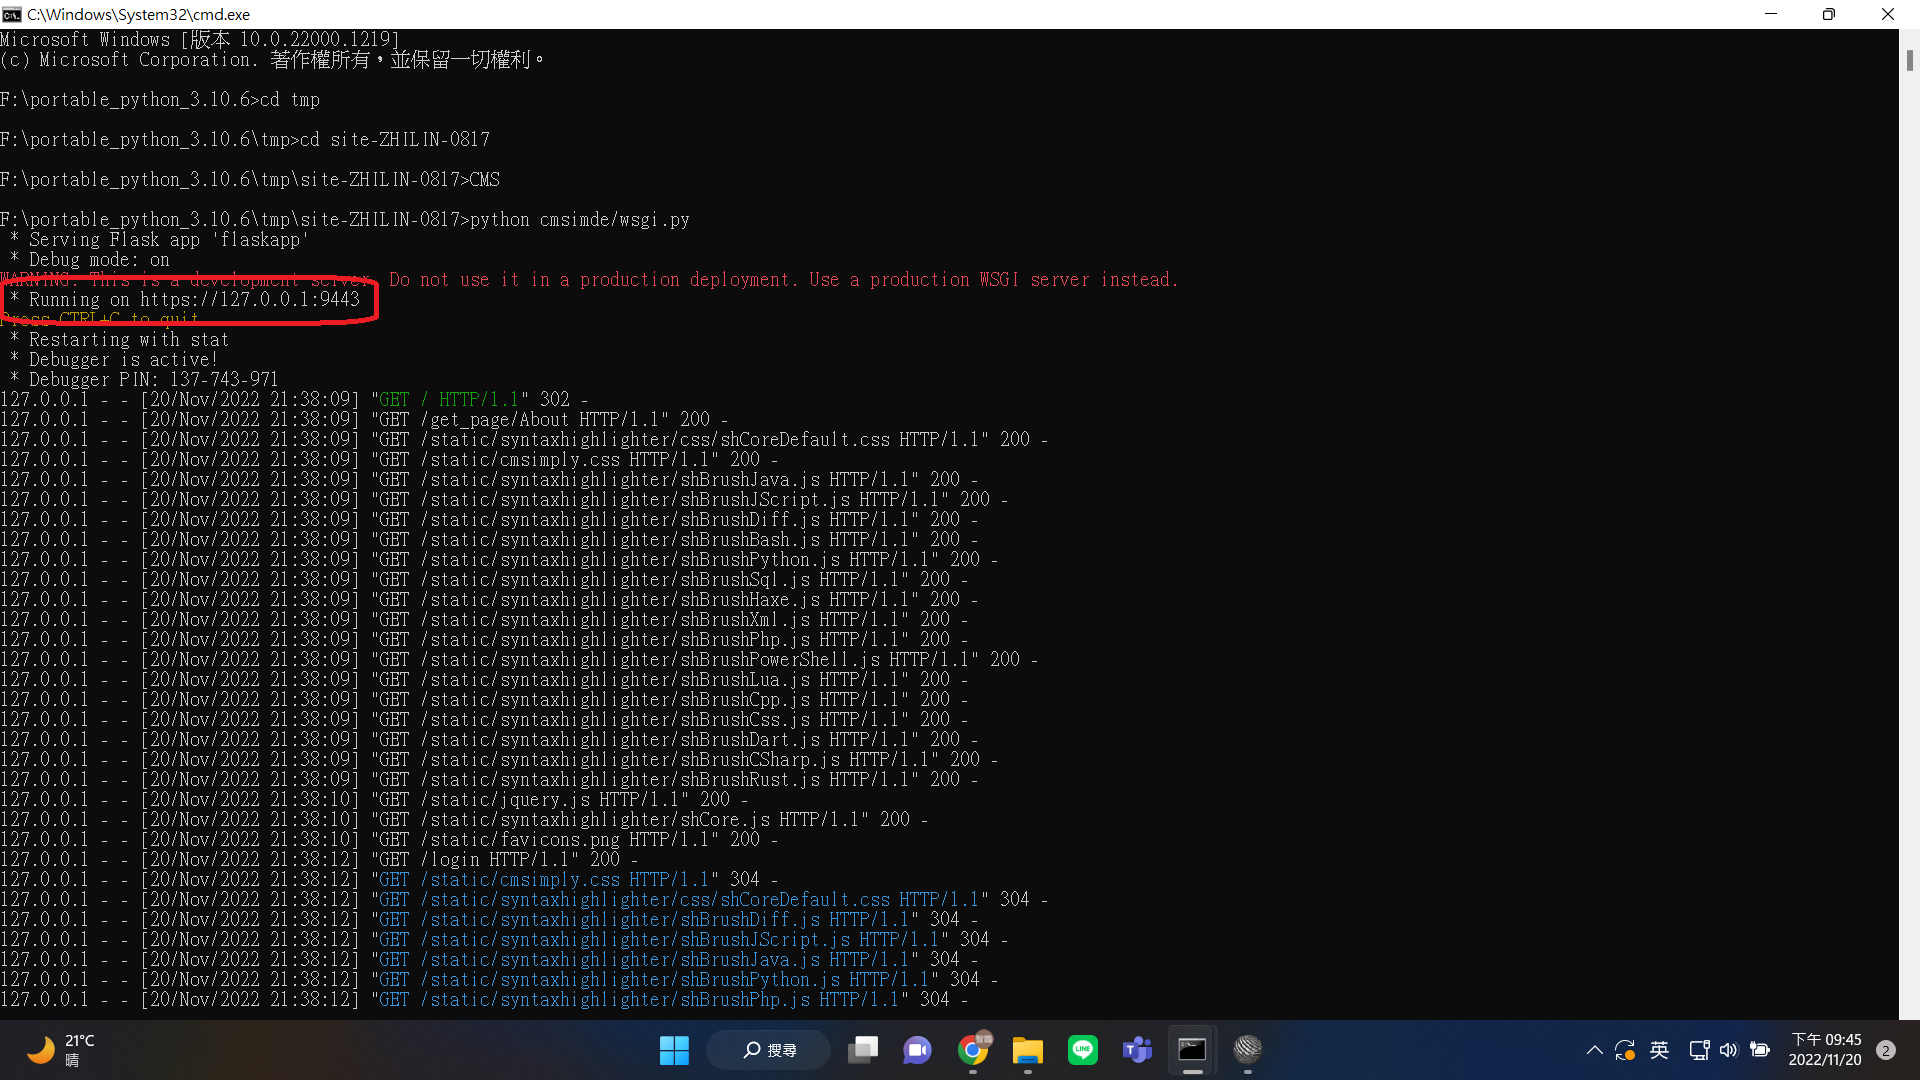 C:\Windows\System32\cmd.exe
Microsoft Windows [版本 10.0.22000.1219]
(c) Microsoft Corporation. 著作權所有，並保留一切權利。
F:\portable_python_3.10.6>cd tmp
F:\portable_python_3.10.6\tmp>cd site-ZHILIN-0817
F:\portable_python_3.10.6\tmp\site-ZHILIN-0817>CMS
F:\portable_python_3.10.6\tmp\site-ZHILIN-0817>python cmsimde/wsgi.py
* Serving Flask app 'flaskapp'
* Debug mode: on
WARNING: This is a development server. Do not use it in a production deployment. Use a production WSGI server instead.
* Running on https://127.0.0.1:9443
Press CTRL+C to quit
* Restarting with stat
* Debugger is active!
* Debugger PIN: 137-743-971
127.0.0.1 - - [20/Nov/2022 21:38:09] "GET / HTTP/1.1" 302 -
127.0.0.1 - - [20/Nov/2022 21:38:09] "GET /get_page/About HTTP/1.1" 200 -
127.0.0.1 - - [20/Nov/2022 21:38:09] "GET /static/syntaxhighlighter/css/shCoreDefault.css HTTP/1.1" 200 -
127.0.0.1 - - [20/Nov/2022 21:38:09] "GET /static/cmsimply.css HTTP/1.1" 200 -
127.0.0.1 - - [20/Nov/2022 21:38:09] "GET /static/syntaxhighlighter/shBrushJava.js HTTP/1.1" 200 -
127.0.0.1 - - [20/Nov/2022 21:38:09] "GET /static/syntaxhighlighter/shBrushJScript.js HTTP/1.1" 200 -
127.0.0.1 - - [20/Nov/2022 21:38:09] "GET /static/syntaxhighlighter/shBrushDiff.js HTTP/1.1" 200 -
127.0.0.1 - - [20/Nov/2022 21:38:09] "GET /static/syntaxhighlighter/shBrushBash.js HTTP/1.1" 200 -
127.0.0.1 - - [20/Nov/2022 21:38:09] "GET /static/syntaxhighlighter/shBrushPython.js HTTP/1.1" 200 -
127.0.0.1 - - [20/Nov/2022 21:38:09] "GET /static/syntaxhighlighter/shBrushSql.js HTTP/1.1" 200 -
127.0.0.1 - - [20/Nov/2022 21:38:09] "GET /static/syntaxhighlighter/shBrushHaxe.js HTTP/1.1" 200 -
127.0.0.1 - - [20/Nov/2022 21:38:09] "GET /static/syntaxhighlighter/shBrushXml.js HTTP/1.1" 200 -
127.0.0.1 - - [20/Nov/2022 21:38:09] "GET /static/syntaxhighlighter/shBrushPhp.js HTTP/1.1" 200 -
127.0.0.1 - - [20/Nov/2022 21:38:09] "GET /static/syntaxhighlighter/shBrushPowerShell.js HTTP/1.1" 200 -
127.0.0.1 - - [20/Nov/2022 21:38:09] "GET /static/syntaxhighlighter/shBrushLua.js HTTP/1.1" 200 -
127.0.0.1 - - [20/Nov/2022 21:38:09] "GET /static/syntaxhighlighter/shBrushCpp.js HTTP/1.1" 200 -
127.0.0.1 - - [20/Nov/2022 21:38:09] "GET /static/syntaxhighlighter/shBrushCss.js HTTP/1.1" 200 -
127.0.0.1 - - [20/Nov/2022 21:38:09] "GET /static/syntaxhighlighter/shBrushDart.js HTTP/1.1" 200 -
127.0.0.1 - - [20/Nov/2022 21:38:09] "GET /static/syntaxhighlighter/shBrushCSharp.js HTTP/1.1" 200 -
127.0.0.1 - - [20/Nov/2022 21:38:09] "GET /static/syntaxhighlighter/shBrushRust.js HTTP/1.1" 200 -
127.0.0.1 - - [20/Nov/2022 21:38:10] "GET /static/jquery.js HTTP/1.1" 200 -
127.0.0.1 - - [20/Nov/2022 21:38:10] "GET /static/syntaxhighlighter/shCore.js HTTP/1.1" 200 -
127.0.0.1 - - [20/Nov/2022 21:38:10] "GET /static/favicons.png HTTP/1.1" 200 -
127.0.0.1 - - [20/Nov/2022 21:38:12] "GET /login HTTP/1.1" 200 -
127.0.0.1 - - [20/Nov/2022 21:38:12] "GET /static/cmsimply.css HTTP/1.1" 304 -
127.0.0.1 - - [20/Nov/2022 21:38:12] "GET /static/syntaxhighlighter/css/shCoreDefault.css HTTP/1.1" 304 -
127.0.0.1 - - [20/Nov/2022 21:38:12] "GET /static/syntaxhighlighter/shBrushDiff.js HTTP/1.1" 304 -
127.0.0.1 - - [20/Nov/2022 21:38:12] "GET /static/syntaxhighlighter/shBrushJScript.js HTTP/1.1" 304 -
127.0.0.1 - - [20/Nov/2022 21:38:12] "GET /static/syntaxhighlighter/shBrushJava.js HTTP/1.1" 304 -
127.0.0.1 - - [20/Nov/2022 21:38:12] "GET /static/syntaxhighlighter/shBrushPython.js HTTP/1.1" 304 -
127.0.0.1 - - [20/Nov/2022 21:38:12] "GET /static/syntaxhighlighter/shBrushPhp.js HTTP/1.1" 304 -
21°C
晴
搜尋
LINE
英
下午 09:45
2022/11/20
2